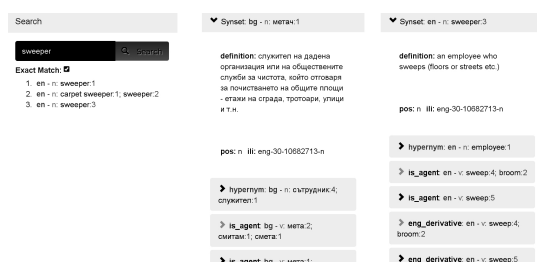 Search
sweeper
Search
Exact Match:
1. en - n: sweeper:1
2. en - n: carpet sweeper:1; sweeper:2
3. en - n: sweeper:3
Synset: bg - n: метач:1
definition: служител на дадена
организация или на обществените
служби за чистота, който отговаря
за почистването на общите площи
- етажи на сграда, тротоари, улици
и т.н.
pos: n ili: eng-30-10682713-n
hypernym: bg - n: сътрудник:4;
служител:1
is_agent: bg - v: мета:2;
смитам:1; смета:1
is_agent: bg - v: мета:1;
Synset: en - n: sweeper:3
definition: an employee who
sweeps (floors or streets etc.)
pos: n ili: eng-30-10682713-n
hypernym: en - n: employee:1
is_agent: en - v: sweep:4; broom:2
is_agent: en - v: sweep:5
eng_derivative: en - v: sweep:4;
broom:2
eng_derivative: en - v: sweep:5